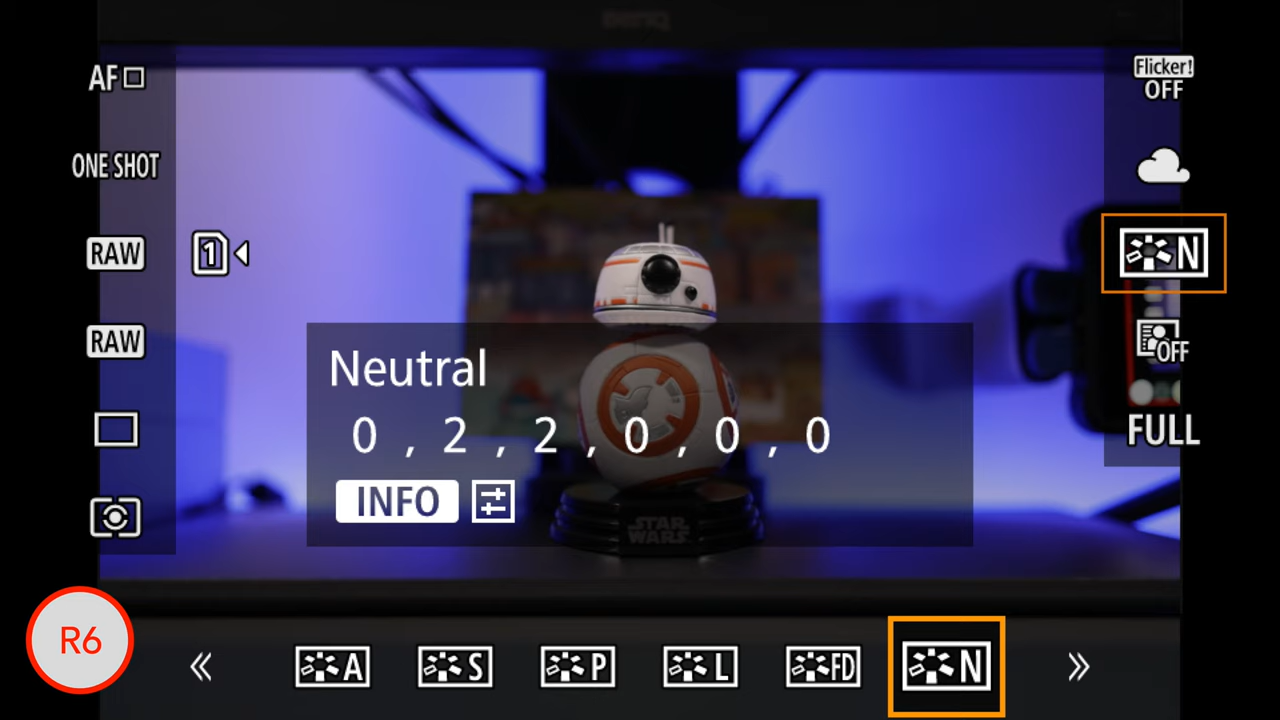 BenQ
AF
ONE SHOT
RAW
1
RAW
Flicker!
OFF
N
OFF
FULL
Neutral
0 , 2 , 2 , 0 , 0 , 0
INFO
STAR
WARS
R6
A
S
P
L
FD
N